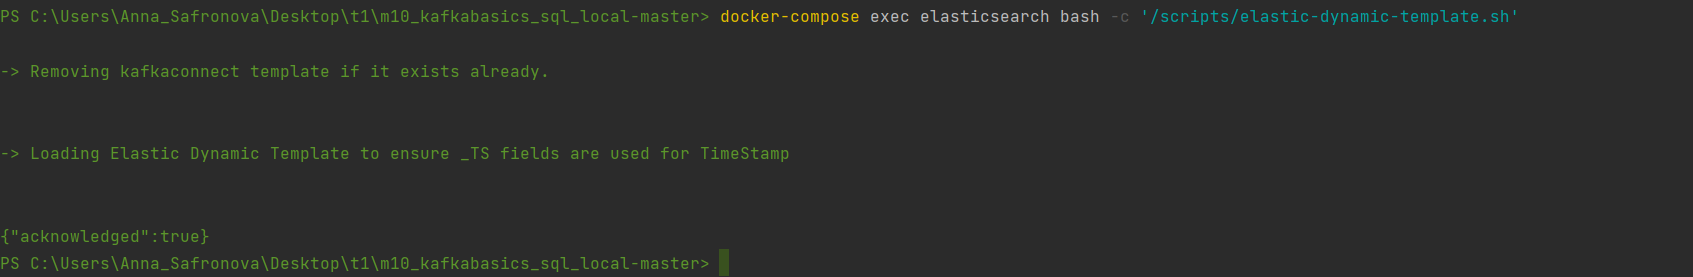 PS C:\Users\Anna_Safronova\Desktop\t1\m10_kafkabasics_sql_local-master> docker-compose exec elasticsearch bash -c '/scripts/elastic-dynamic-template.sh'
-> Removing kafkaconnect template if it exists already.
-> Loading Elastic Dynamic Template to ensure _TS fields are used for TimeStamp
{"acknowledged":true}
PS C:\Users\Anna_Safronova\Desktop\t1\m10_kafkabasics_sql_local-master>